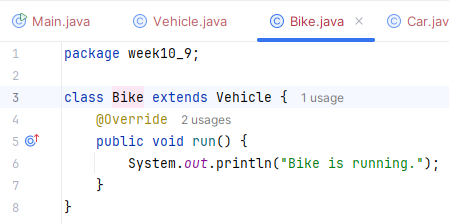 Main.java Vehicle.java Bike.java Car.jav
1 package week10_9;
2
3 class Bike extends Vehicle { 1 usage
4 @Override 2 usages
5 public void run() {
6 System.out.println("Bike is running.");
7 }
8 }